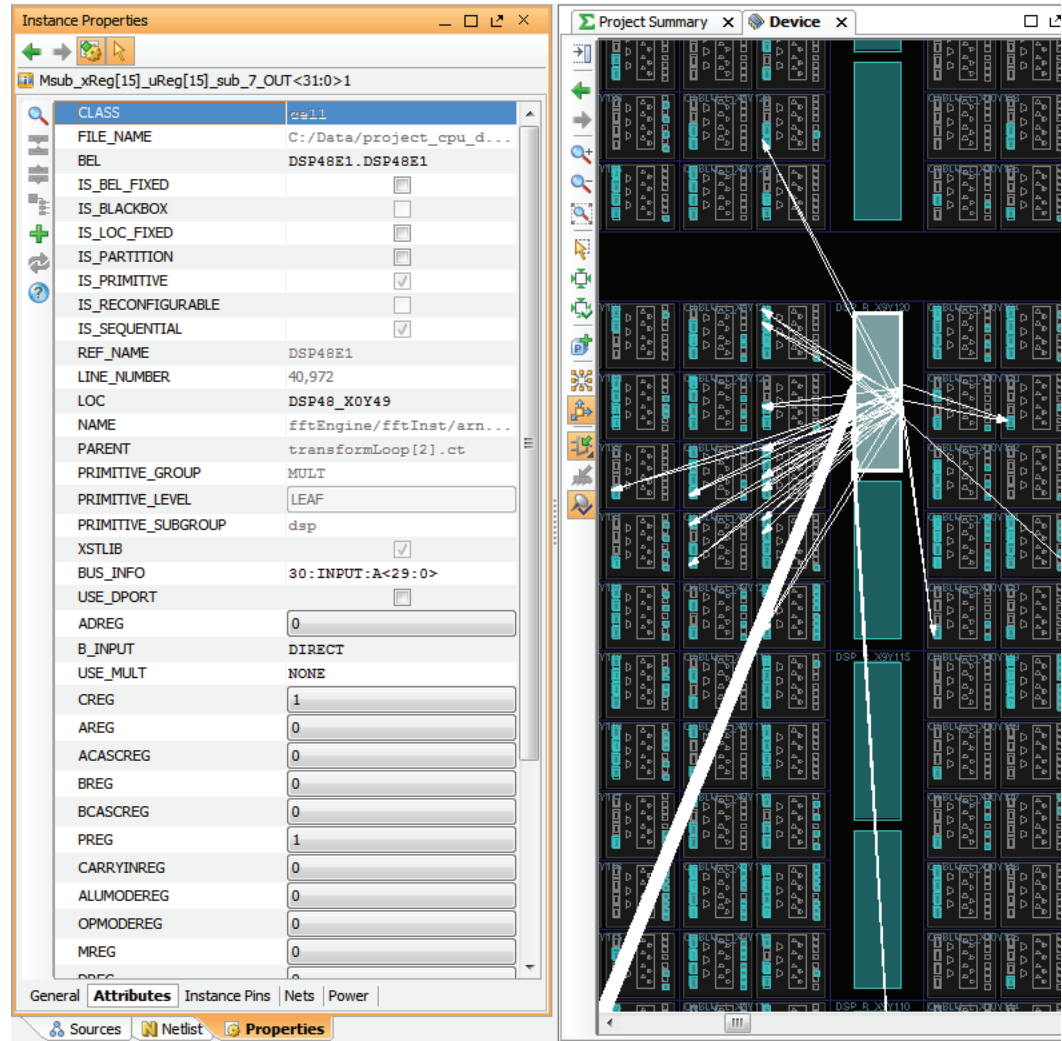 Instance Properties
Msub_xReg[15]_uReg[15]_sub_7_OUT<31:0>1
CLASS cell
FILE_NAME C:/Data/project_cpu_d...
BEL DSP48E1.DSP48E1
IS_BEL_FIXED
IS_BLACKBOX
IS_LOC_FIXED
IS_PARTITION
IS_PRIMITIVE
IS_RECONFIGURABLE
IS_SEQUENTIAL
REF_NAME DSP48E1
LINE_NUMBER 40,972
LOC DSP48_X0Y49
NAME fftEngine/fftInst/arn...
PARENT transformLoop[2].ct
PRIMITIVE_GROUP MULT
PRIMITIVE_LEVEL LEAF
PRIMITIVE_SUBGROUP dsp
XSTLIB
BUS_INFO 30:INPUT:A<29:0>
USE_DPORT
ADREG 0
B_INPUT DIRECT
USE_MULT NONE
CREG 1
AREG 0
ACASCREG 0
BREG 0
BCASCREG 0
PREG 1
CARRYINREG 0
ALUMODEREG 0
OPMODEREG 0
MREG 0
General Attributes Instance Pins Nets Power
Sources Netlist Properties
Project Summary Device
DSP_R_X9Y120
DSP_R_X9Y115
DSP_R_X9Y110